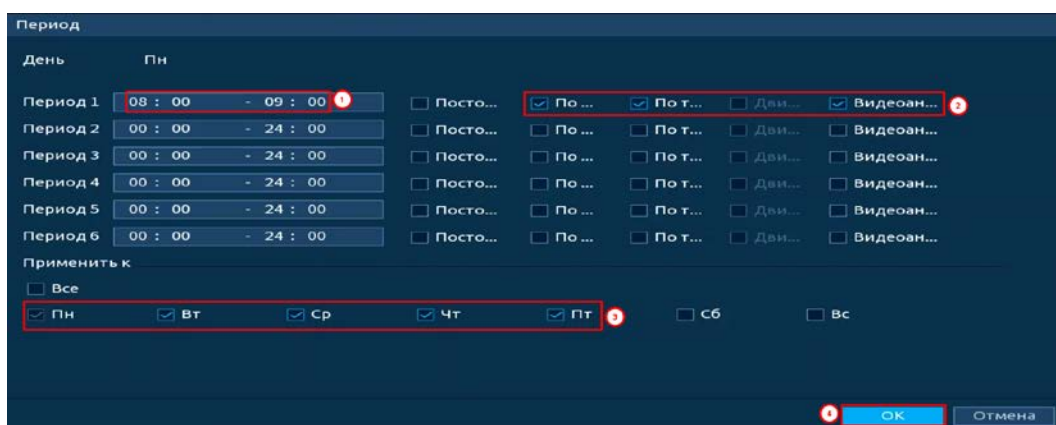 Период
День Пн
Период 1 08 : 00 - 09 : 00 1 Посто... По ... По т... Дви... Видеоан... 2
Период 2 00 : 00 - 24 : 00 Посто... По ... По т... Дви... Видеоан...
Период 3 00 : 00 - 24 : 00 Посто... По ... По т... Дви... Видеоан...
Период 4 00 : 00 - 24 : 00 Посто... По ... По т... Дви... Видеоан...
Период 5 00 : 00 - 24 : 00 Посто... По ... По т... Дви... Видеоан...
Период 6 00 : 00 - 24 : 00 Посто... По ... По т... Дви... Видеоан...
Применить к
Все
Пн Вт Ср Чт Пт 3 Сб Вс
4 OK Отмена